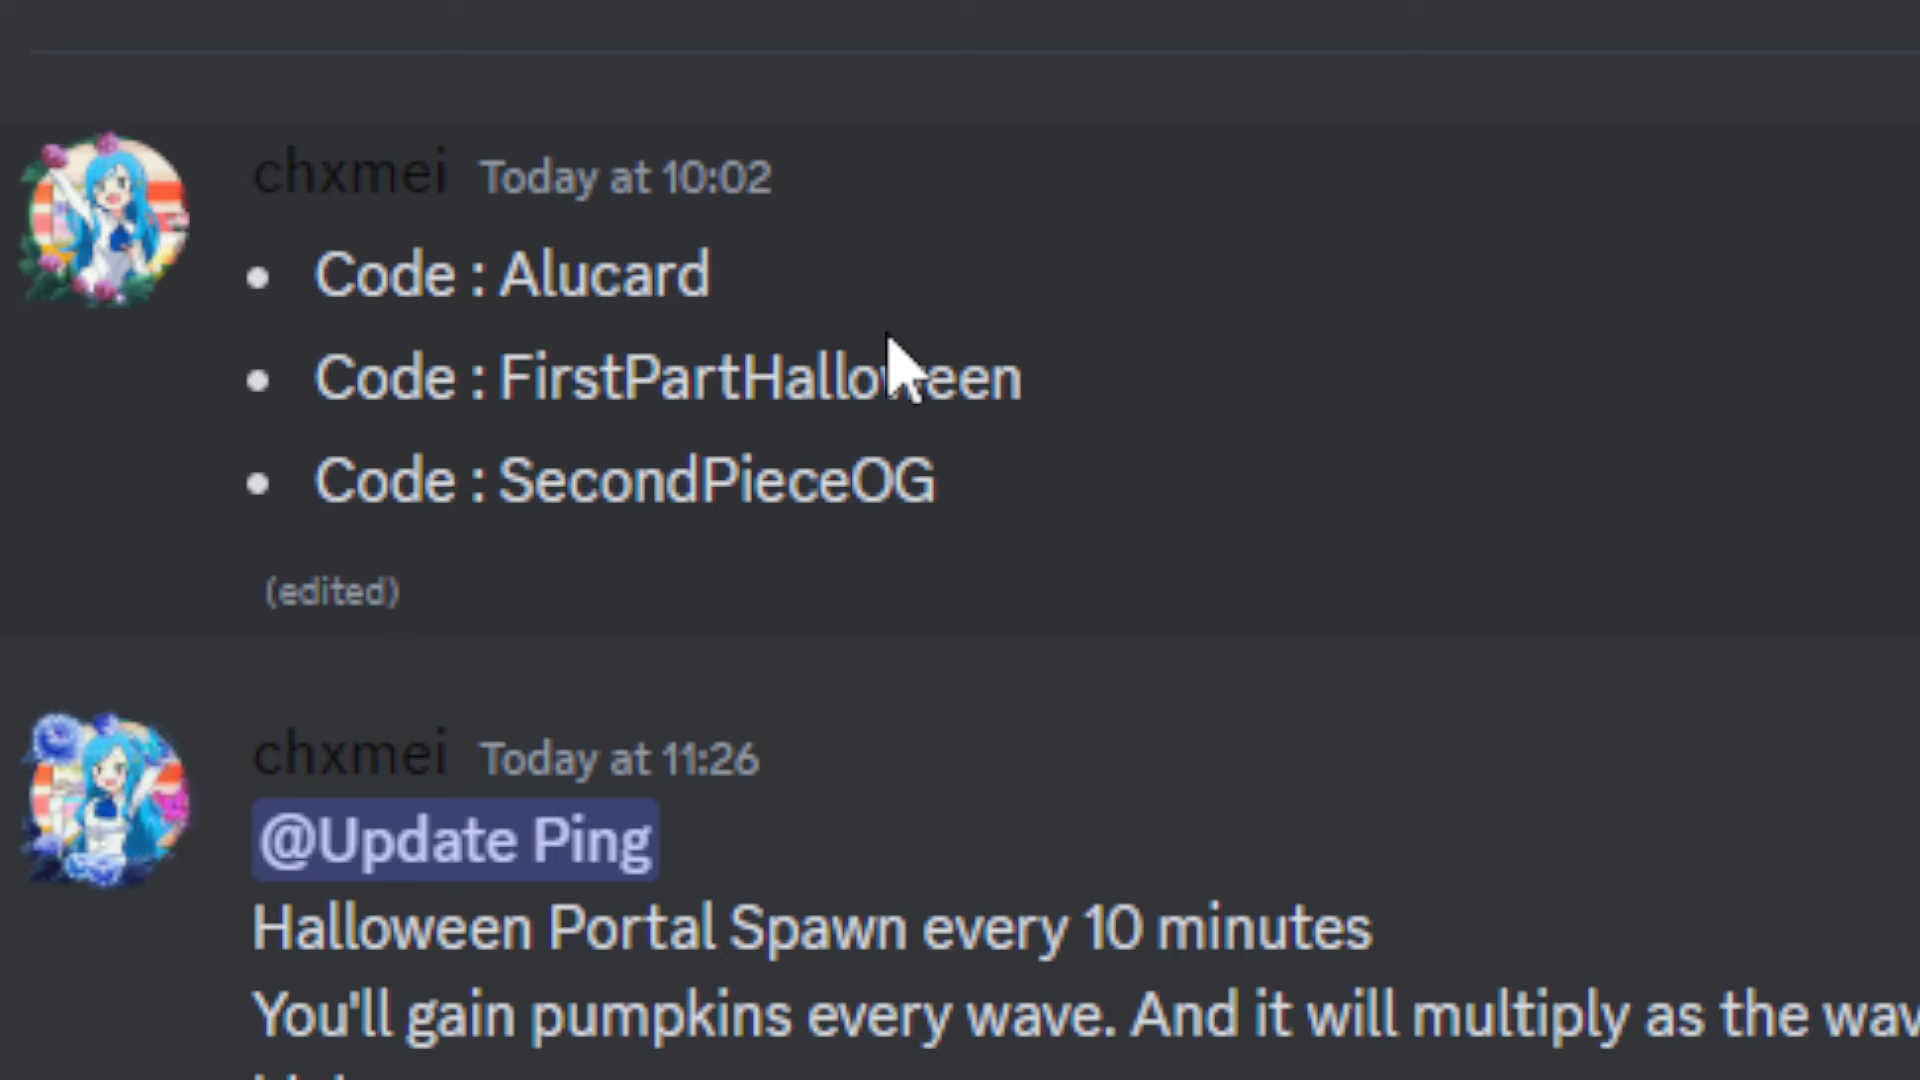 chxmei Today at 10:02
Code : Alucard
Code : FirstPartHalloween
Code : SecondPieceOG
(edited)
chxmei Today at 11:26
@Update Ping
Halloween Portal Spawn every 10 minutes
You'll gain pumpkins every wave. And it will multiply as the wav